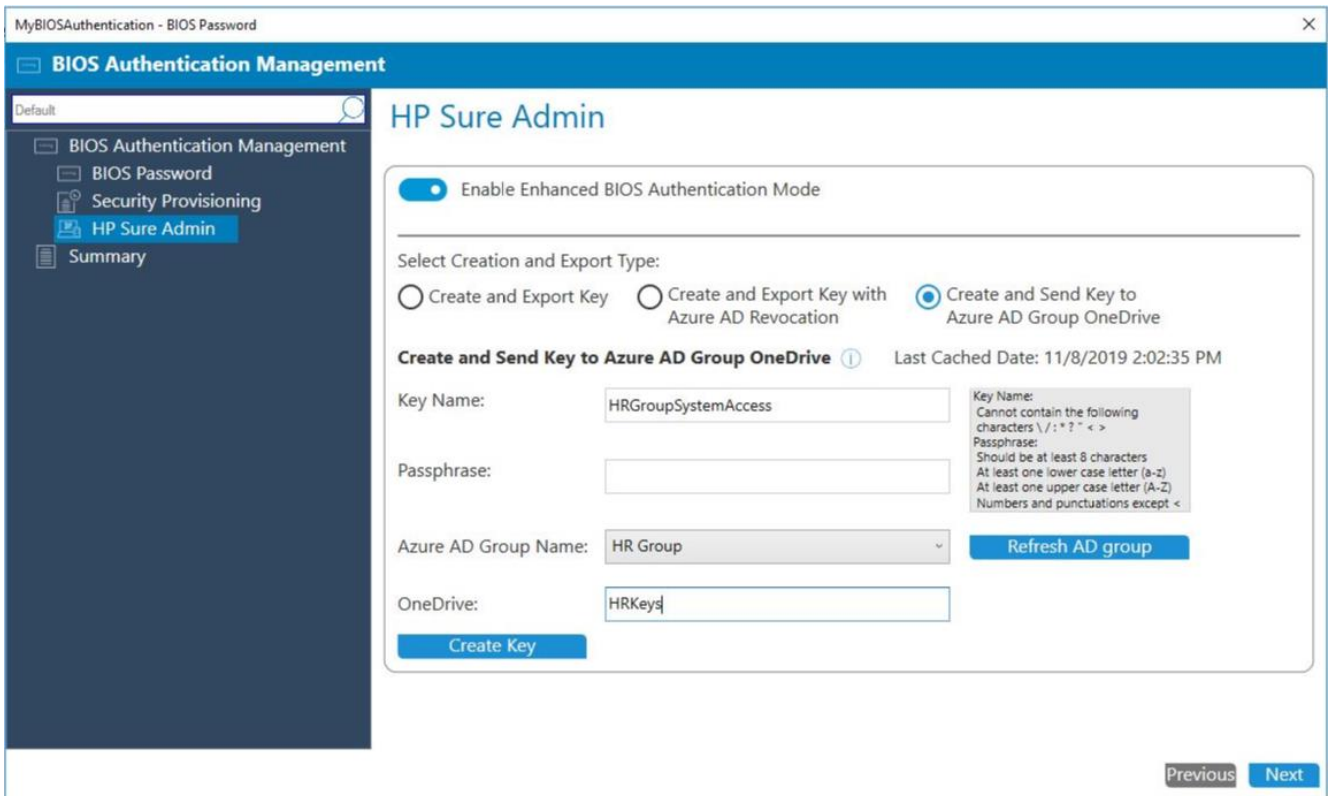 MyBIOSAuthentication - BIOS Password
BIOS Authentication Management
Default
BIOS Authentication Management
BIOS Password
Security Provisioning
HP Sure Admin
Summary
HP Sure Admin
Enable Enhanced BIOS Authentication Mode
Select Creation and Export Type:
Create and Export Key
Create and Export Key with
Azure AD Revocation
Create and Send Key to
Azure AD Group OneDrive
Create and Send Key to Azure AD Group OneDrive
Last Cached Date: 11/8/2019 2:02:35 PM
Key Name:
HRGroupSystemAccess
Key Name:
Cannot contain the following
characters \ / : * ? " < >
Passphrase:
Should be at least 8 characters
At least one lower case letter (a-z)
At least one upper case letter (A-Z)
Numbers and punctuations except <
Passphrase:
Azure AD Group Name:
HR Group
Refresh AD group
OneDrive:
HRKeys
Create Key
Previous
Next